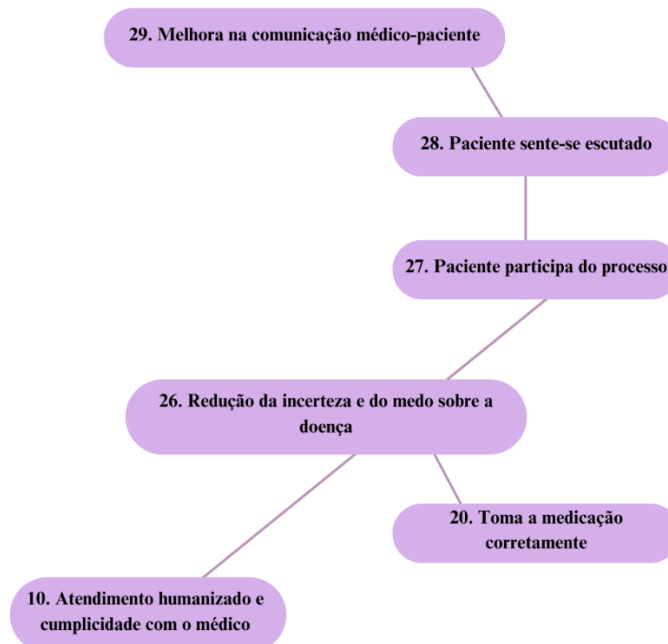 29. Melhora na comunicação médico-paciente
28. Paciente sente-se escutado
27. Paciente participa do processo
26. Redução da incerteza e do medo sobre a
doença
20. Toma a medicação
corretamente
10. Atendimento humanizado e
cumplicidade com o médico